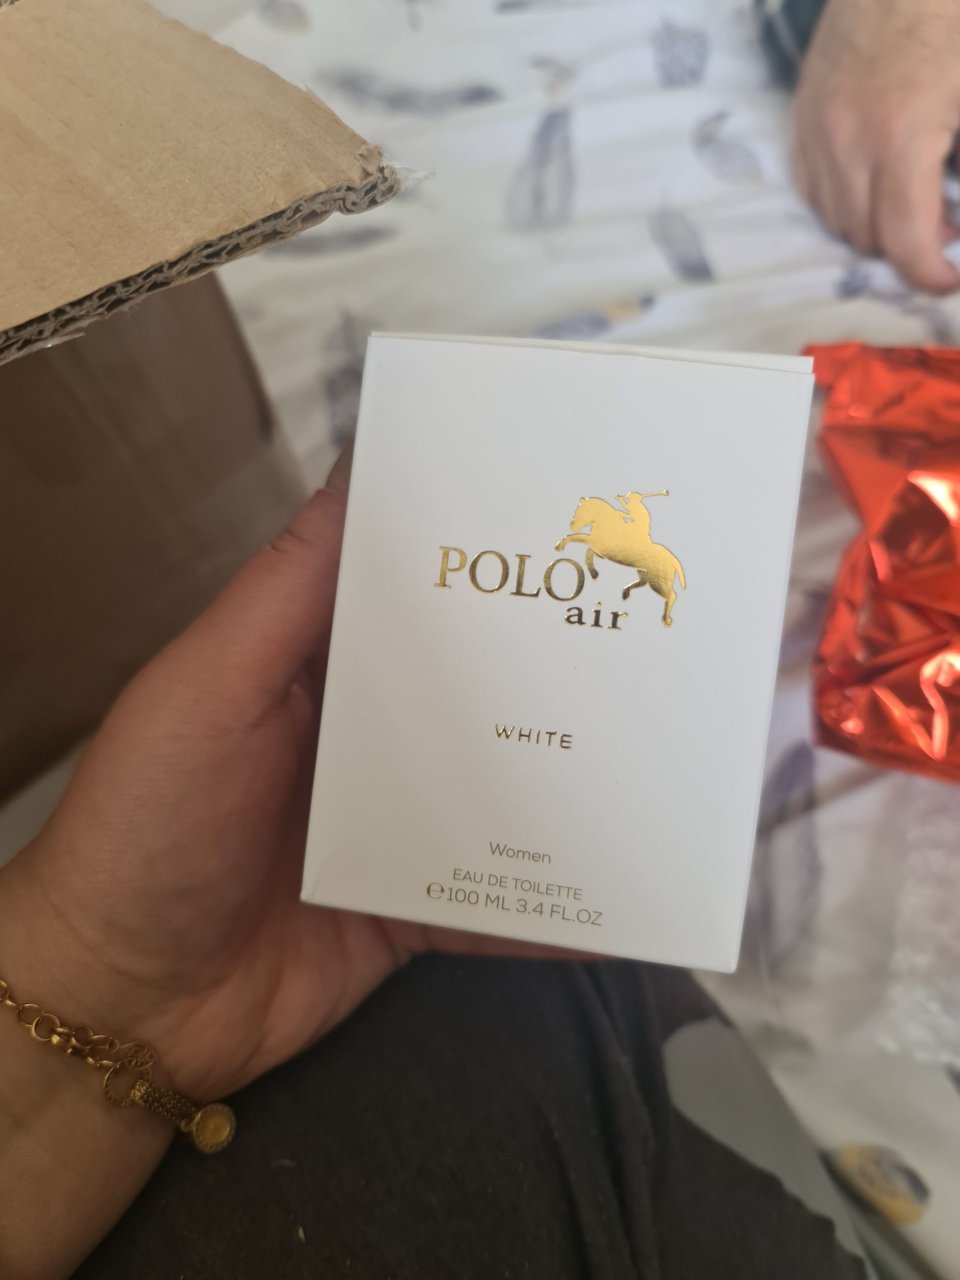 POLO
air
WHITE
Women
EAU DE TOILETTE
℮100 ML 3.4 FL.OZ